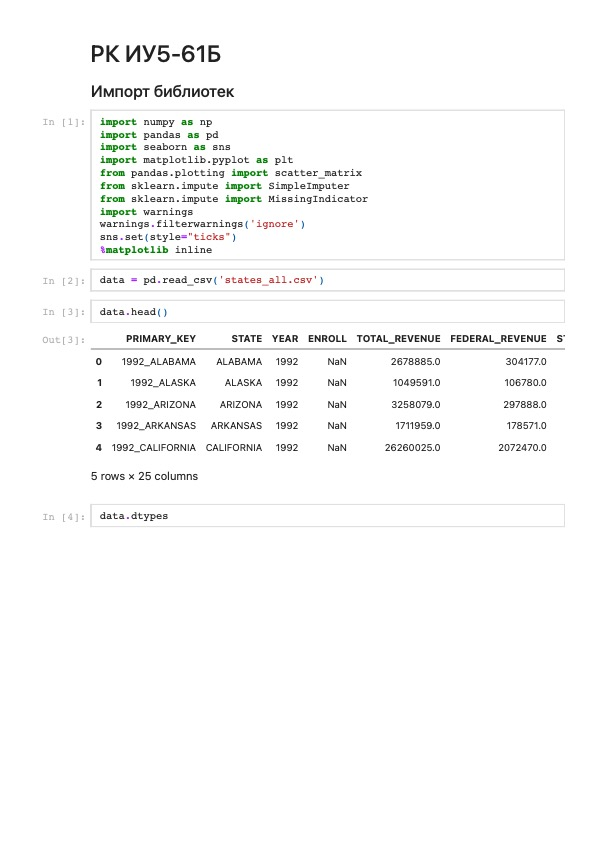 РК ИУ5-61Б
Импорт библиотек
In [1]:
import numpy as np
import pandas as pd
import seaborn as sns
import matplotlib.pyplot as plt
from pandas.plotting import scatter_matrix
from sklearn.impute import SimpleImputer
from sklearn.impute import MissingIndicator
import warnings
warnings.filterwarnings('ignore')
sns.set(style="ticks")
%matplotlib inline
In [2]: data = pd.read_csv('states_all.csv')
In [3]: data.head()
Out[3]: PRIMARY_KEY STATE YEAR ENROLL TOTAL_REVENUE FEDERAL_REVENUE ST
0 1992_ALABAMA ALABAMA 1992 NaN 2678885.0 304177.0
1 1992_ALASKA ALASKA 1992 NaN 1049591.0 106780.0
2 1992_ARIZONA ARIZONA 1992 NaN 3258079.0 297888.0
3 1992_ARKANSAS ARKANSAS 1992 NaN 1711959.0 178571.0
4 1992_CALIFORNIA CALIFORNIA 1992 NaN 26260025.0 2072470.0
5 rows × 25 columns
In [4]: data.dtypes